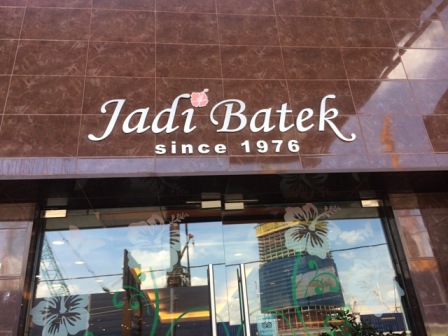 Jadi Batek
since 1976